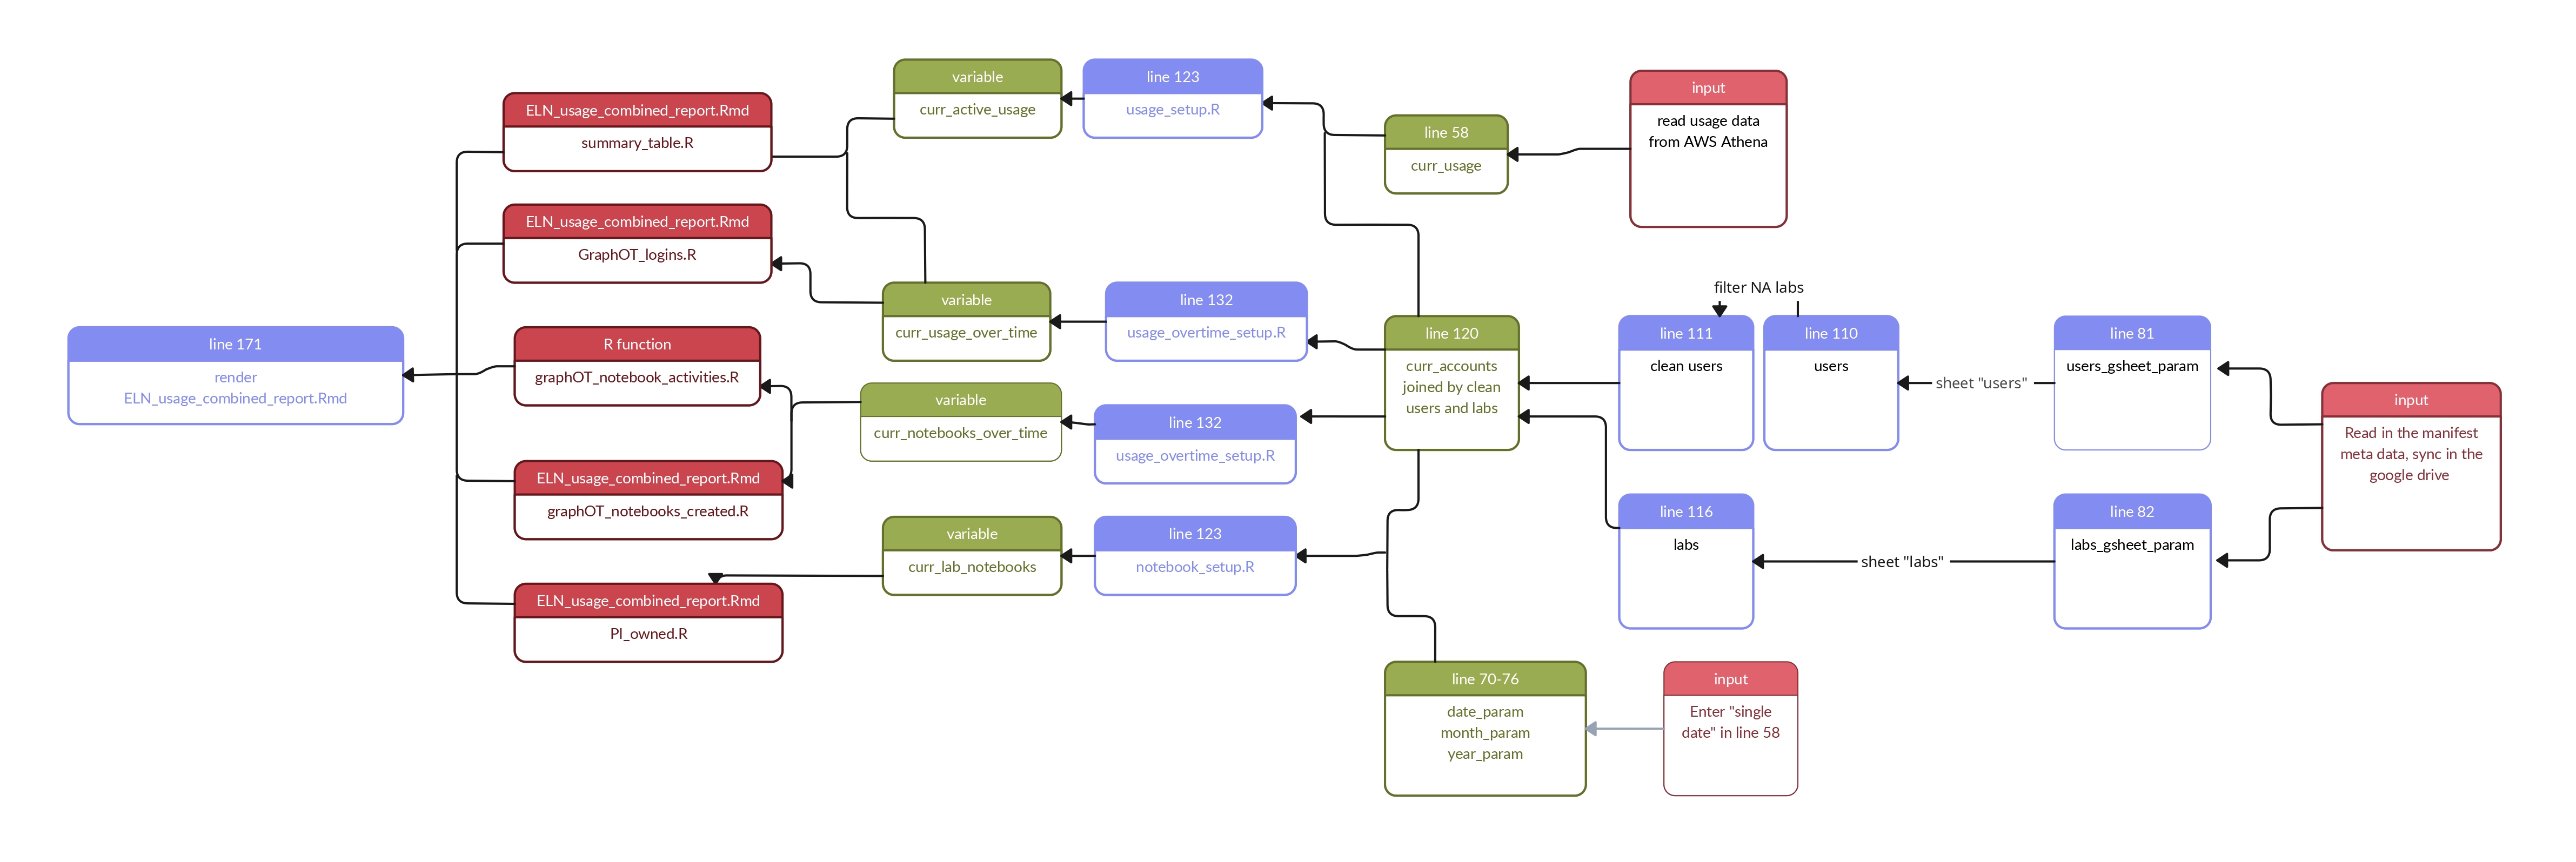 variable
curr_active_usage
line 123
usage_setup.R
input
read usage data
from AWS Athena
ELN_usage_combined_report.Rmd
summary_table.R
line 58
curr_usage
ELN_usage_combined_report.Rmd
GraphOT_logins.R
variable
curr_usage_over_time
line 132
usage_overtime_setup.R
filter NA labs
line 171
render
ELN_usage_combined_report.Rmd
R function
graphOT_notebook_activities.R
line 120
curr_accounts
joined by clean
users and labs
line 111
clean users
line 110
users
sheet "users"
line 81
users_gsheet_param
variable
curr_notebooks_over_time
line 132
usage_overtime_setup.R
input
Read in the manifest
meta data, sync in the
google drive
ELN_usage_combined_report.Rmd
graphOT_notebooks_created.R
variable
curr_lab_notebooks
line 123
notebook_setup.R
line 116
labs
sheet "labs"
line 82
labs_gsheet_param
ELN_usage_combined_report.Rmd
PI_owned.R
line 70-76
date_param
month_param
year_param
input
Enter "single
date" in line 58